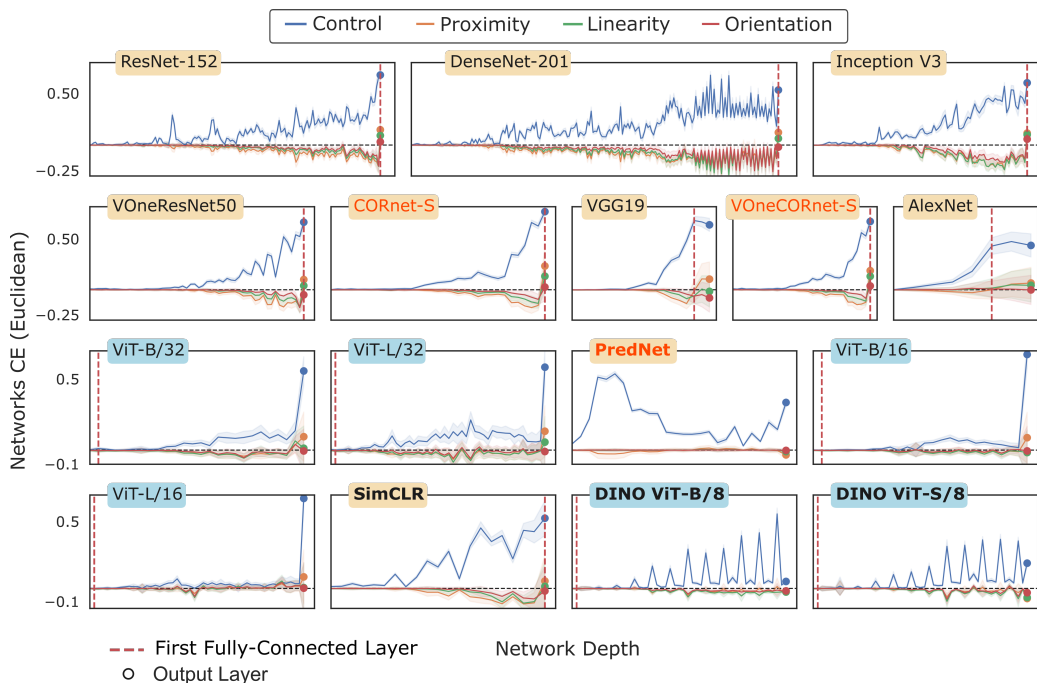 Control Proximity Linearity Orientation
ResNet-152 DenseNet-201 Inception V3
0.50
−0.25
VOneResNet50 CORnet-S VGG19 VOneCORnet-S AlexNet
0.50
−0.25
ViT-B/32 ViT-L/32 PredNet ViT-B/16
0.5
−0.1
ViT-L/16 SimCLR DINO ViT-B/8 DINO ViT-S/8
0.5
−0.1
Networks CE (Euclidean)
First Fully-Connected Layer Network Depth
Output Layer